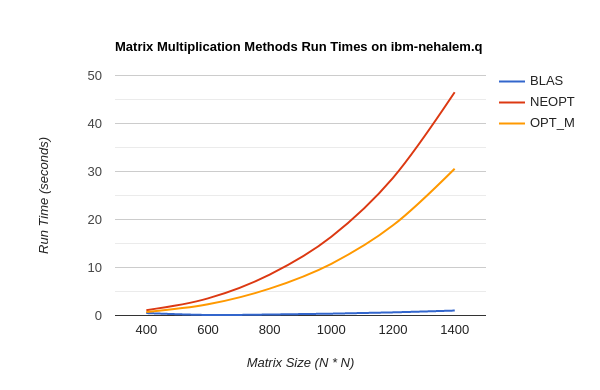 Matrix Multiplication Methods Run Times on ibm-nehalem.q
50
40
30
20
10
0
Run Time (seconds)
400 600 800 1000 1200 1400
Matrix Size (N * N)
BLAS
NEOPT
OPT_M